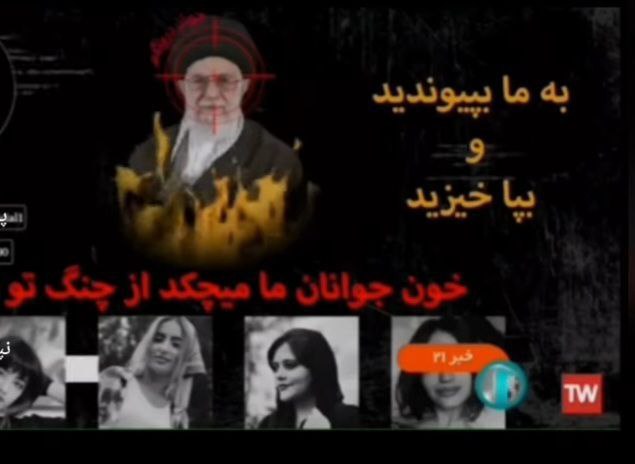 به ما بپیوندید
و
بپا خیزید
خون جوانان ما میچکد از چنگ تو
خبر ۲۱
TW